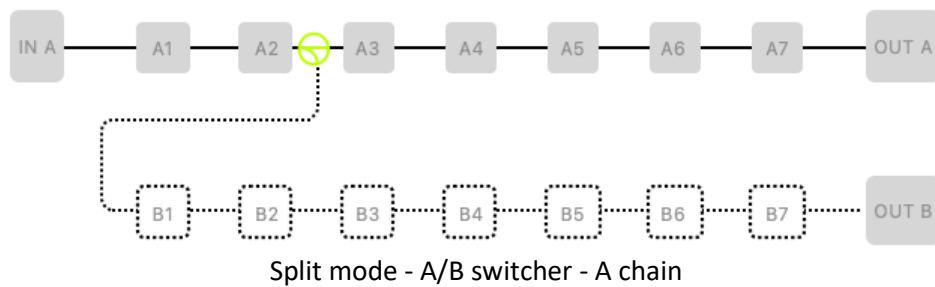 IN A A1 A2 A3 A4 A5 A6 A7 OUT A
B1 B2 B3 B4 B5 B6 B7 OUT B
Split mode - A/B switcher - A chain